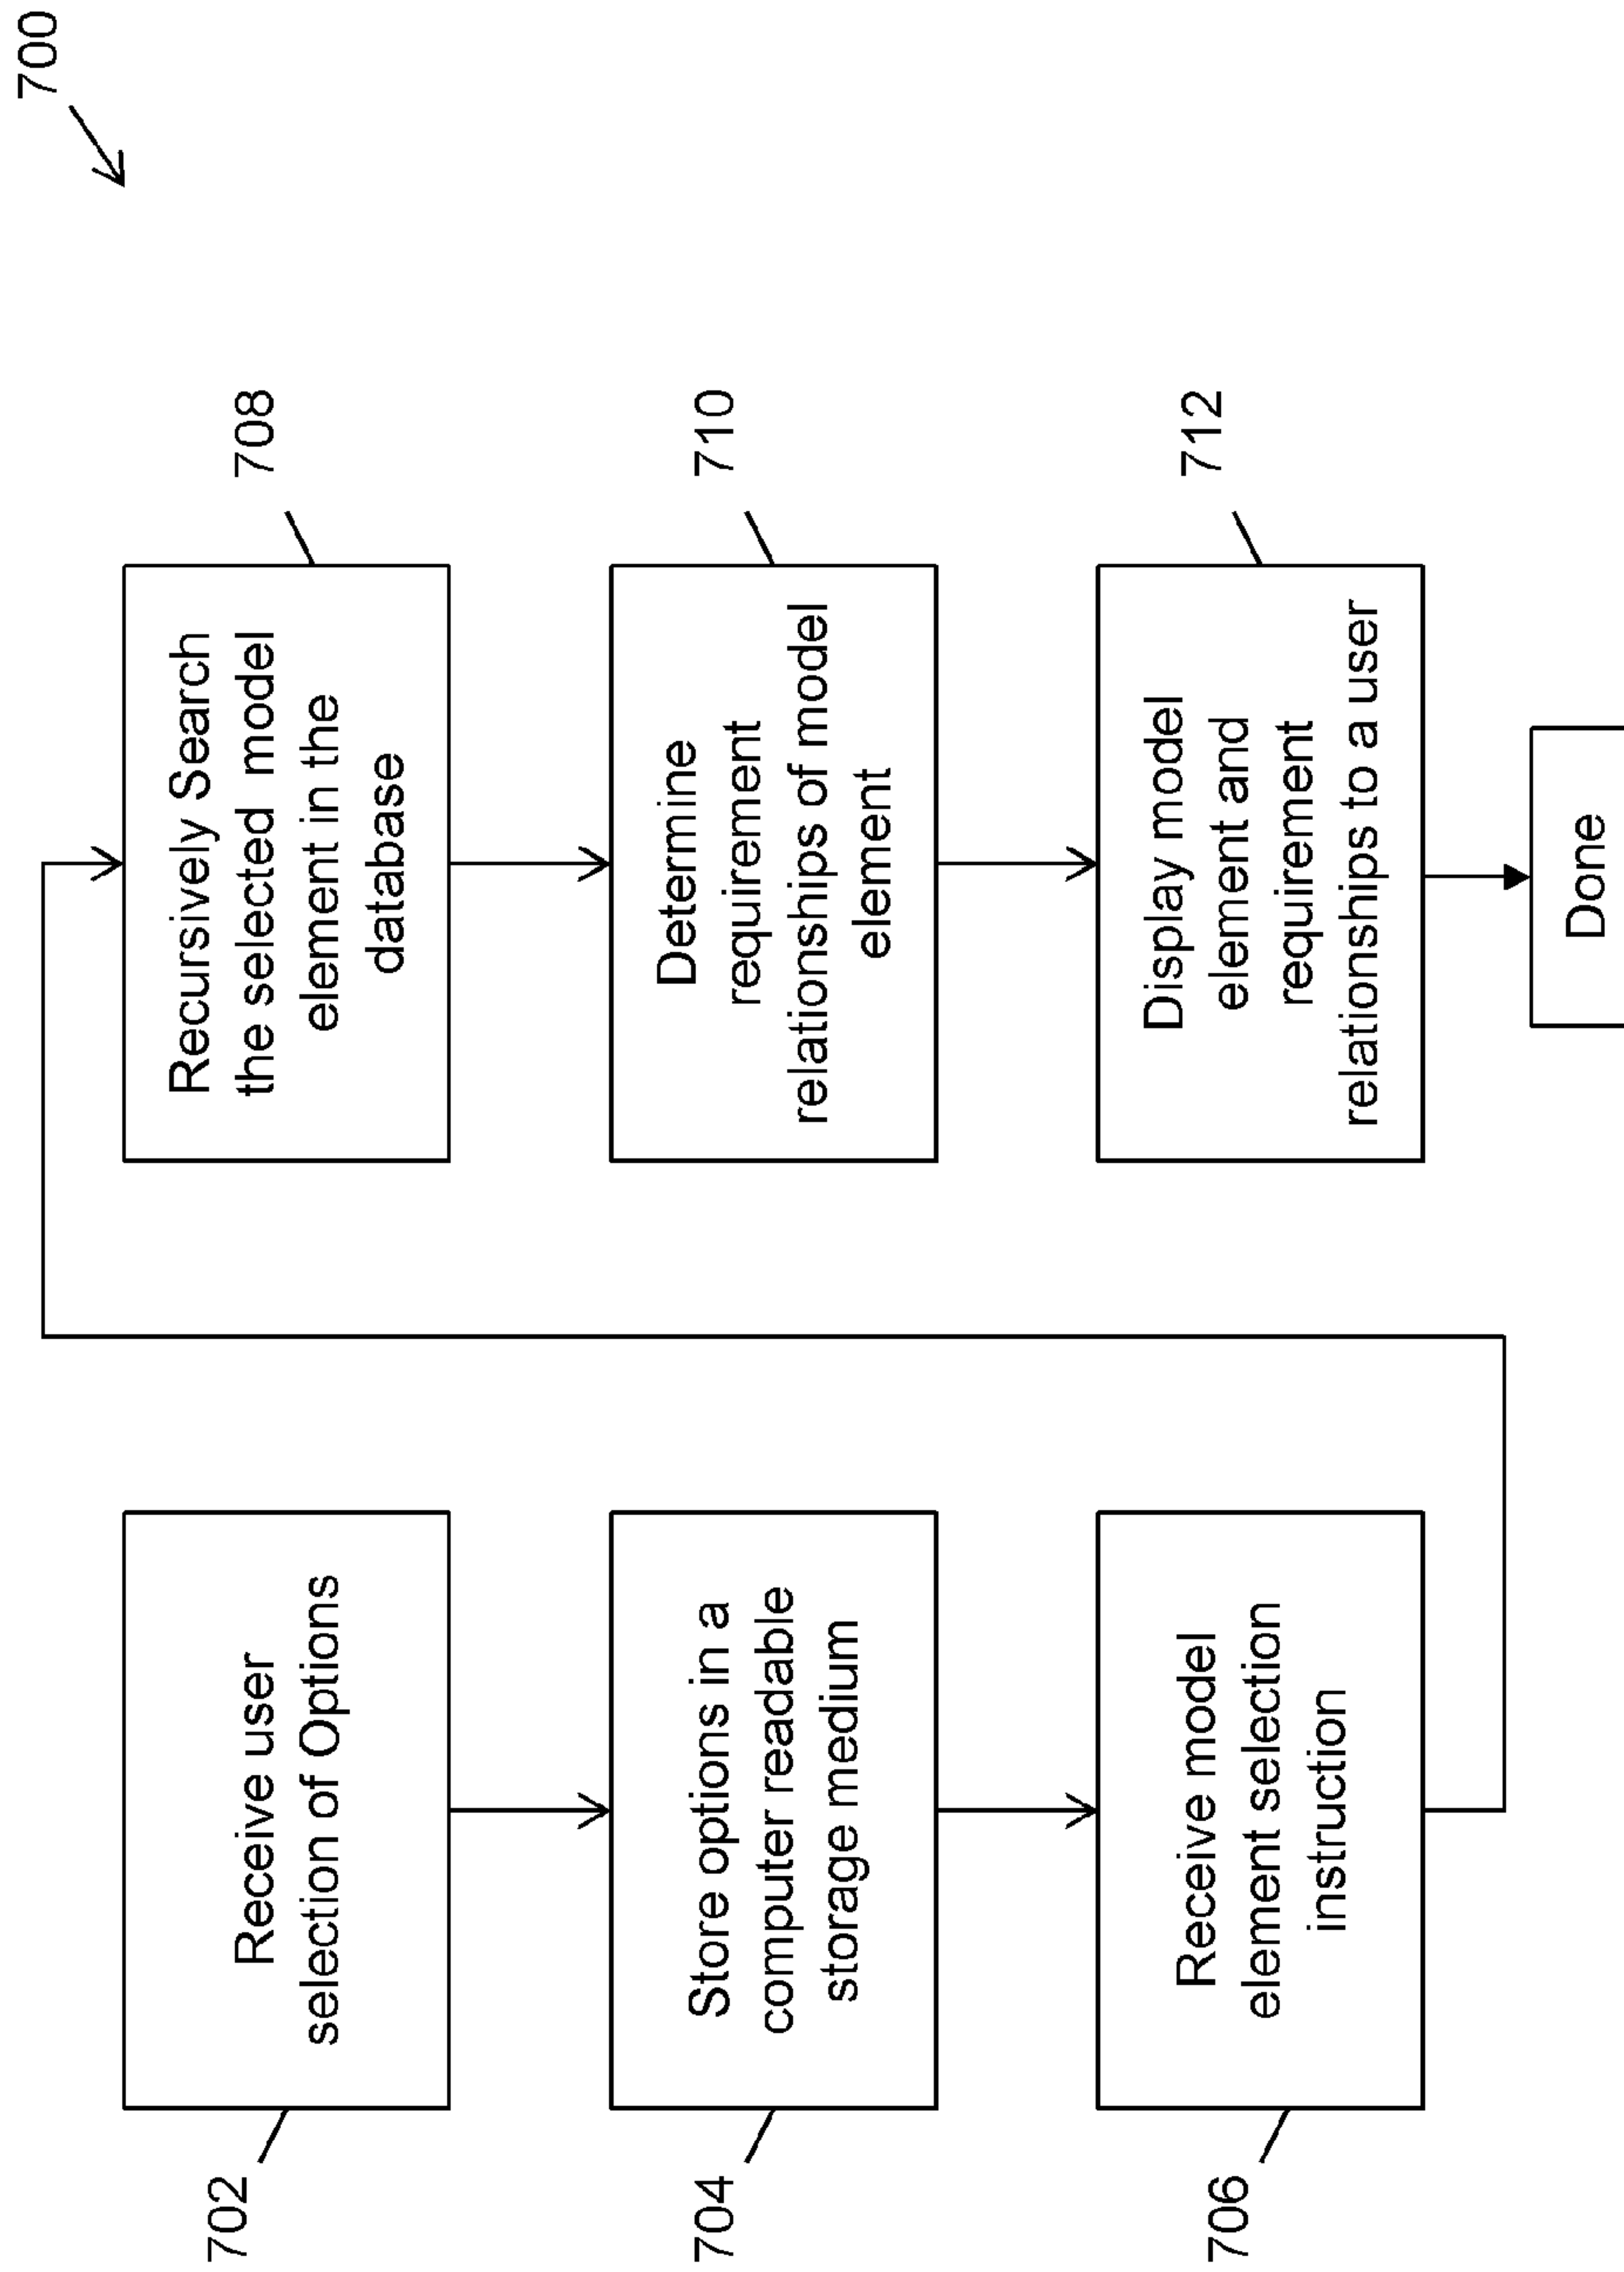 700
702
Receive user
selection of Options
704
Store options in a
computer readable
storage medium
706
Receive model
element selection
instruction
708
Recursively Search
the selected model
element in the
database
710
Determine
requirement
relationships of model
element
712
Display model
element and
requirement
relationships to a user
Done